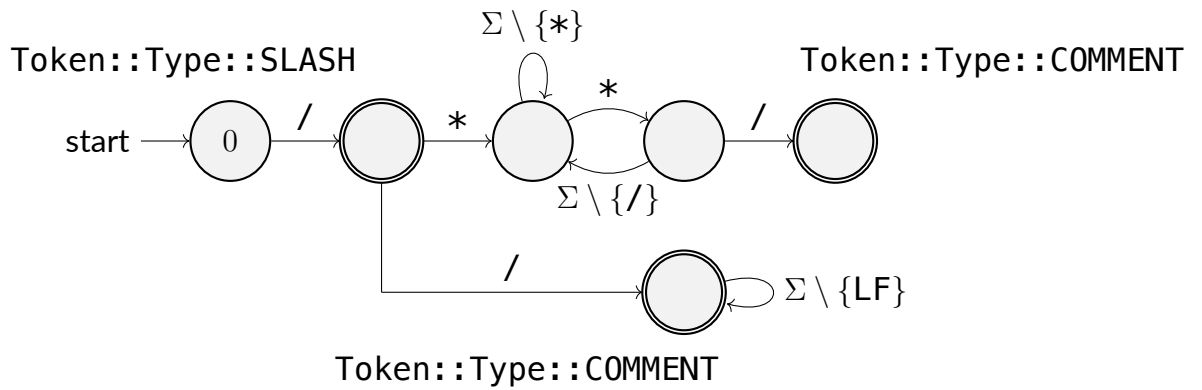 Σ \ {*}
Token::Type::SLASH
Token::Type::COMMENT
*
/
start
0
*
/
Σ \ {/}
/
Σ \ {LF}
Token::Type::COMMENT